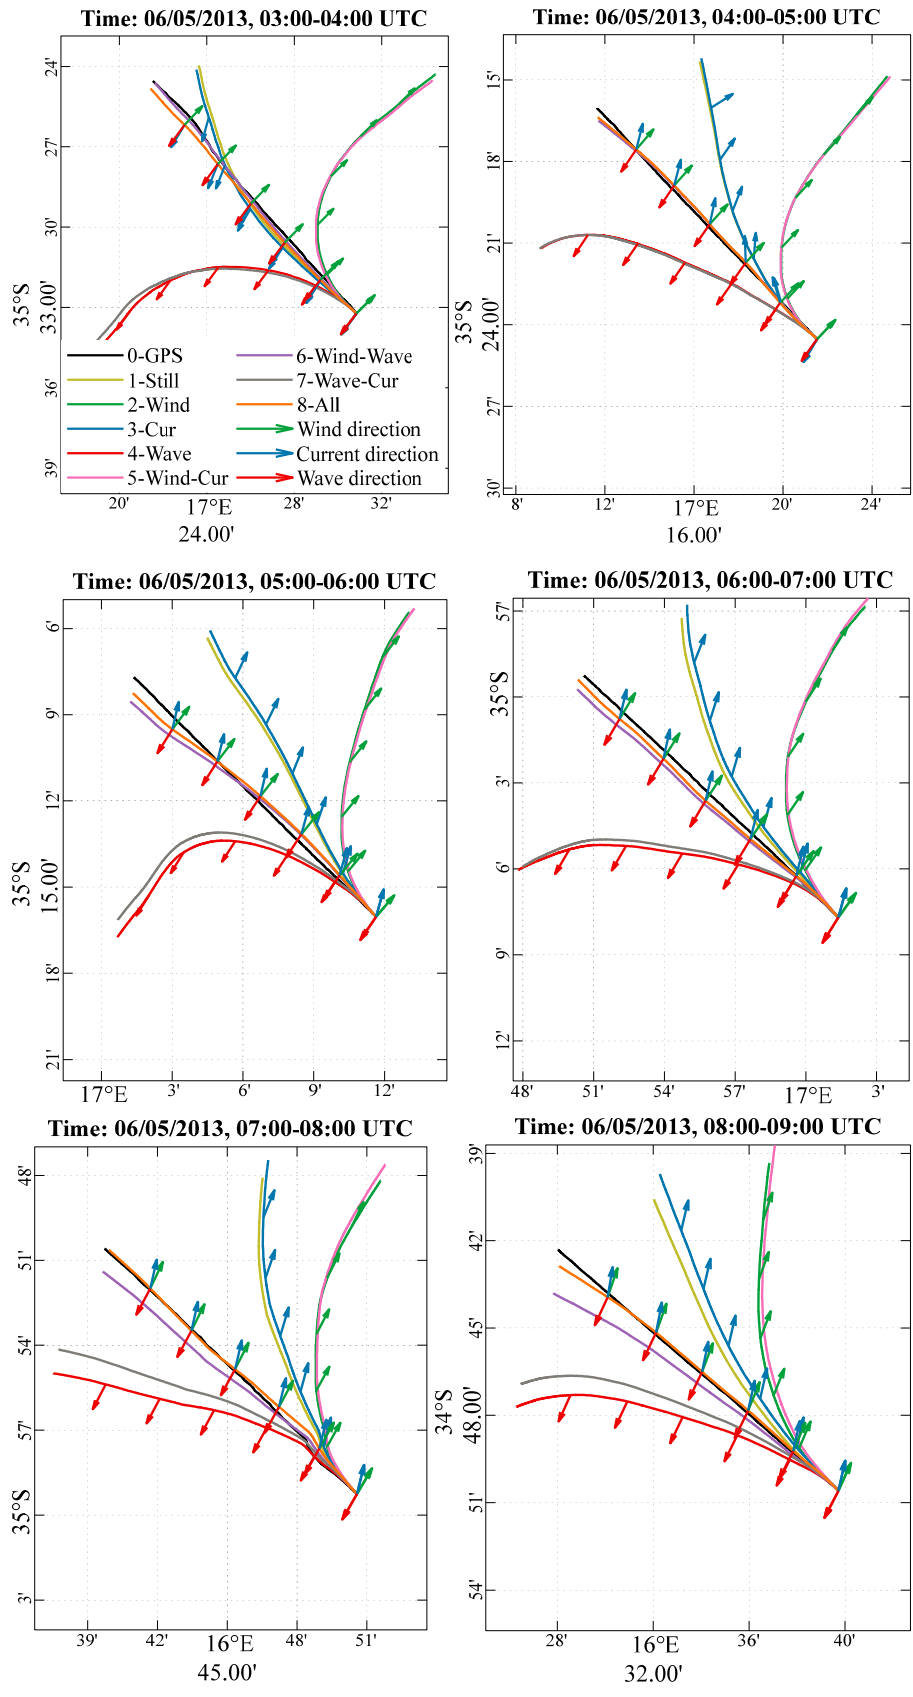 Time: 06/05/2013, 03:00-04:00 UTC
24'
27'
30'
35°S
33.00'
36'
39'
0-GPS
1-Still
2-Wind
3-Cur
4-Wave
5-Wind-Cur
6-Wind-Wave
7-Wave-Cur
8-All
Wind direction
Current direction
Wave direction
20'
17°E
24.00'
28'
32'
Time: 06/05/2013, 04:00-05:00 UTC
15'
18'
21'
35°S
24.00'
27'
30'
8'
12'
17°E
16.00'
20'
24'
Time: 06/05/2013, 05:00-06:00 UTC
6'
9'
12'
35°S
15.00'
18'
21'
17°E
3'
6'
9'
12'
Time: 06/05/2013, 06:00-07:00 UTC
57'
35°S
3'
6'
9'
12'
48'
51'
54'
57'
17°E
3'
Time: 06/05/2013, 07:00-08:00 UTC
48'
51'
54'
57'
35°S
3'
39'
42'
16°E
45.00'
48'
51'
Time: 06/05/2013, 08:00-09:00 UTC
39'
42'
45'
34°S
48.00'
51'
54'
28'
16°E
32.00'
36'
40'